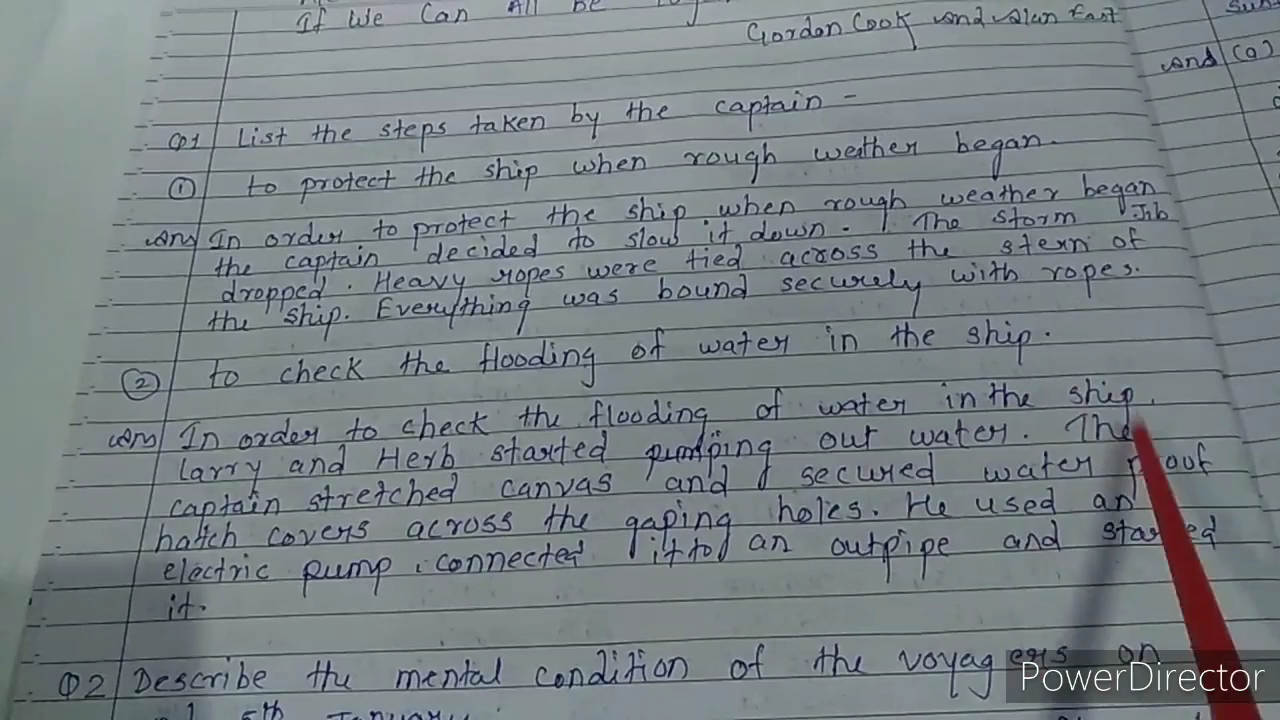 If We Can All Be
Gordon Cook and Alan East
and (a)
Q1 List the steps taken by the captain -
① to protect the ship when rough weather began.
Ans In order to protect the ship when rough weather began
the captain decided to slow it down. The storm Jib
dropped. Heavy ropes were tied across the stern of
the ship. Everything was bound securely with ropes.
② to check the flooding of water in the ship.
Ans In order to check the flooding of water in the ship.
larry and Herb started pumping out water. The
captain stretched canvas and secured water
hatch covers across the gaping holes. He used an
electric pump, connected it to an outpipe and started
it.
Q2 Describe the mental condition of the voyagers on
5th January
PowerDirector